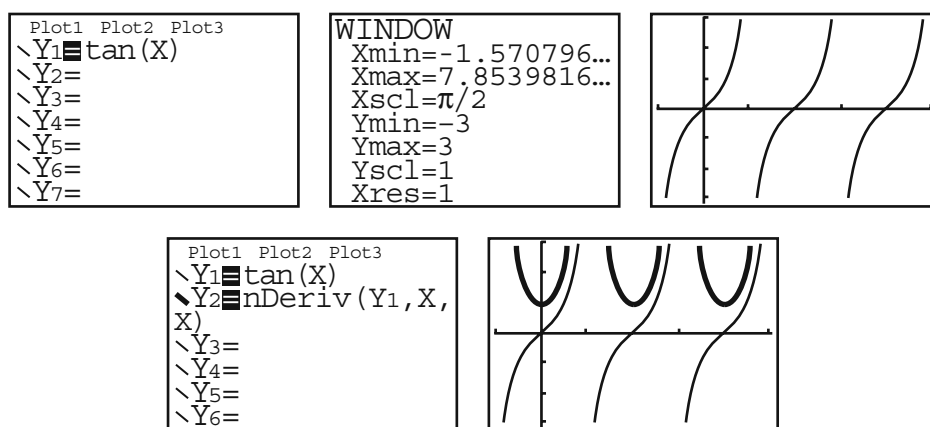 Plot1 Plot2 Plot3
\Y1=tan(X)
\Y2=
\Y3=
\Y4=
\Y5=
\Y6=
\Y7=
WINDOW
Xmin=-1.570796…
Xmax=7.8539816…
Xscl=π/2
Ymin=-3
Ymax=3
Yscl=1
Xres=1
Plot1 Plot2 Plot3
\Y1=tan(X)
\Y2=nDeriv(Y1,X,
X)
\Y3=
\Y4=
\Y5=
\Y6=